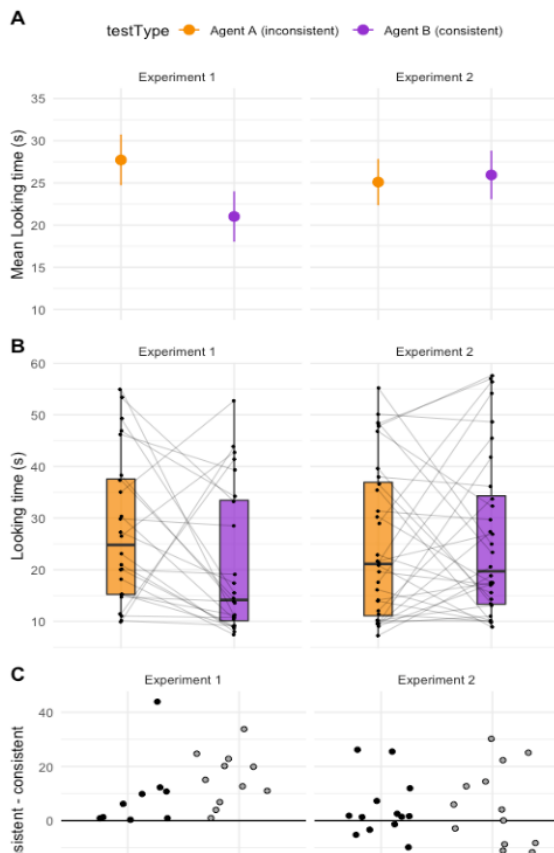 A
testType Agent A (inconsistent) Agent B (consistent)
Experiment 1 Experiment 2
Mean Looking time (s)
35
30
25
20
15
10
B
Experiment 1 Experiment 2
Looking time (s)
60
50
40
30
20
10
C
Experiment 1 Experiment 2
sistent - consistent
40
20
0